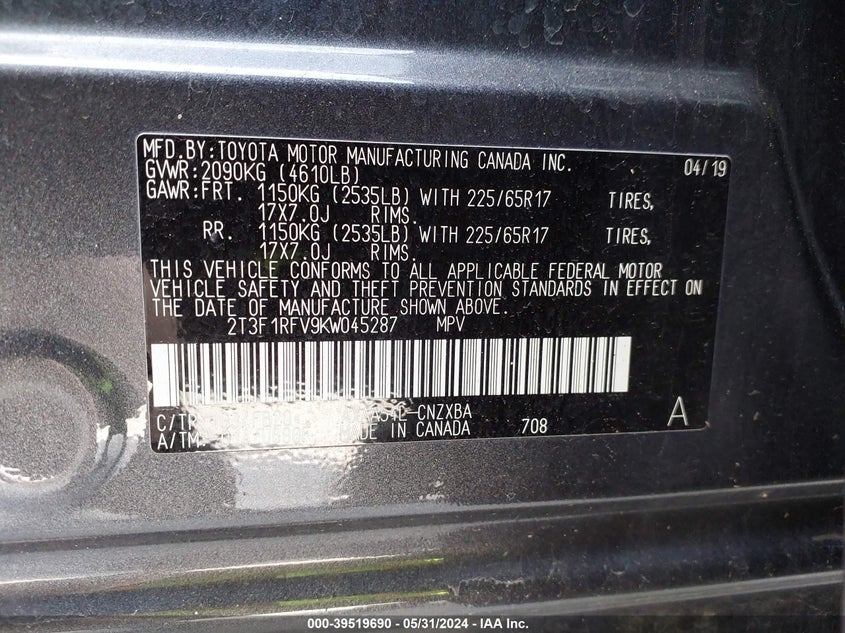 MFD.BY:TOYOTA MOTOR MANUFACTURING CANADA INC. 04/19
GVWR:2090KG (4610LB)
GAWR:FRT. 1150KG (2535LB) WITH 225/65R17 TIRES,
17X7.0J RIMS.
RR. 1150KG (2535LB) WITH 225/65R17 TIRES,
17X7.0J RIMS.
THIS VEHICLE CONFORMS TO ALL APPLICABLE FEDERAL MOTOR
VEHICLE SAFETY AND THEFT PREVENTION STANDARDS IN EFFECT ON
THE DATE OF MANUFACTURE SHOWN ABOVE.
2T3F1RFV9KW045287 MPV
C/TR CNZXBA
A/TM MADE IN CANADA 708 A
000-39519690 - 05/31/2024 - IAA Inc.